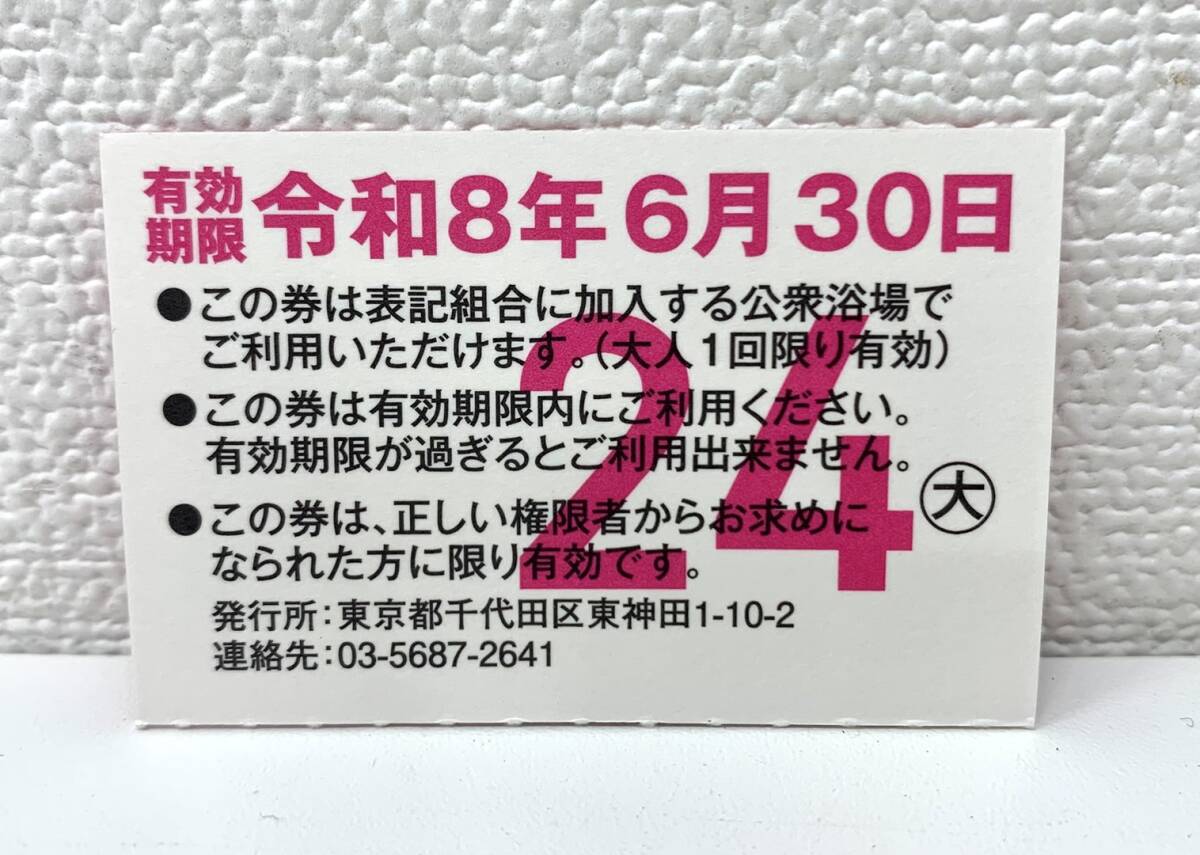 有効期限 令和8年6月30日
●この券は表記組合に加入する公衆浴場で
ご利用いただけます。(大人1回限り有効)
●この券は有効期限内にご利用ください。
有効期限が過ぎるとご利用出来ません。
24
大
●この券は、正しい権限者からお求めに
なられた方に限り有効です。
発行所:東京都千代田区東神田1-10-2
連絡先:03-5687-2641